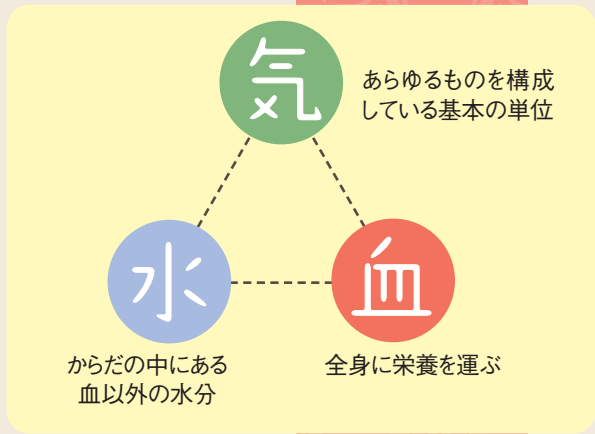 気
あらゆるものを構成
している基本の単位
水
血
からだの中にある
血以外の水分
全身に栄養を運ぶ